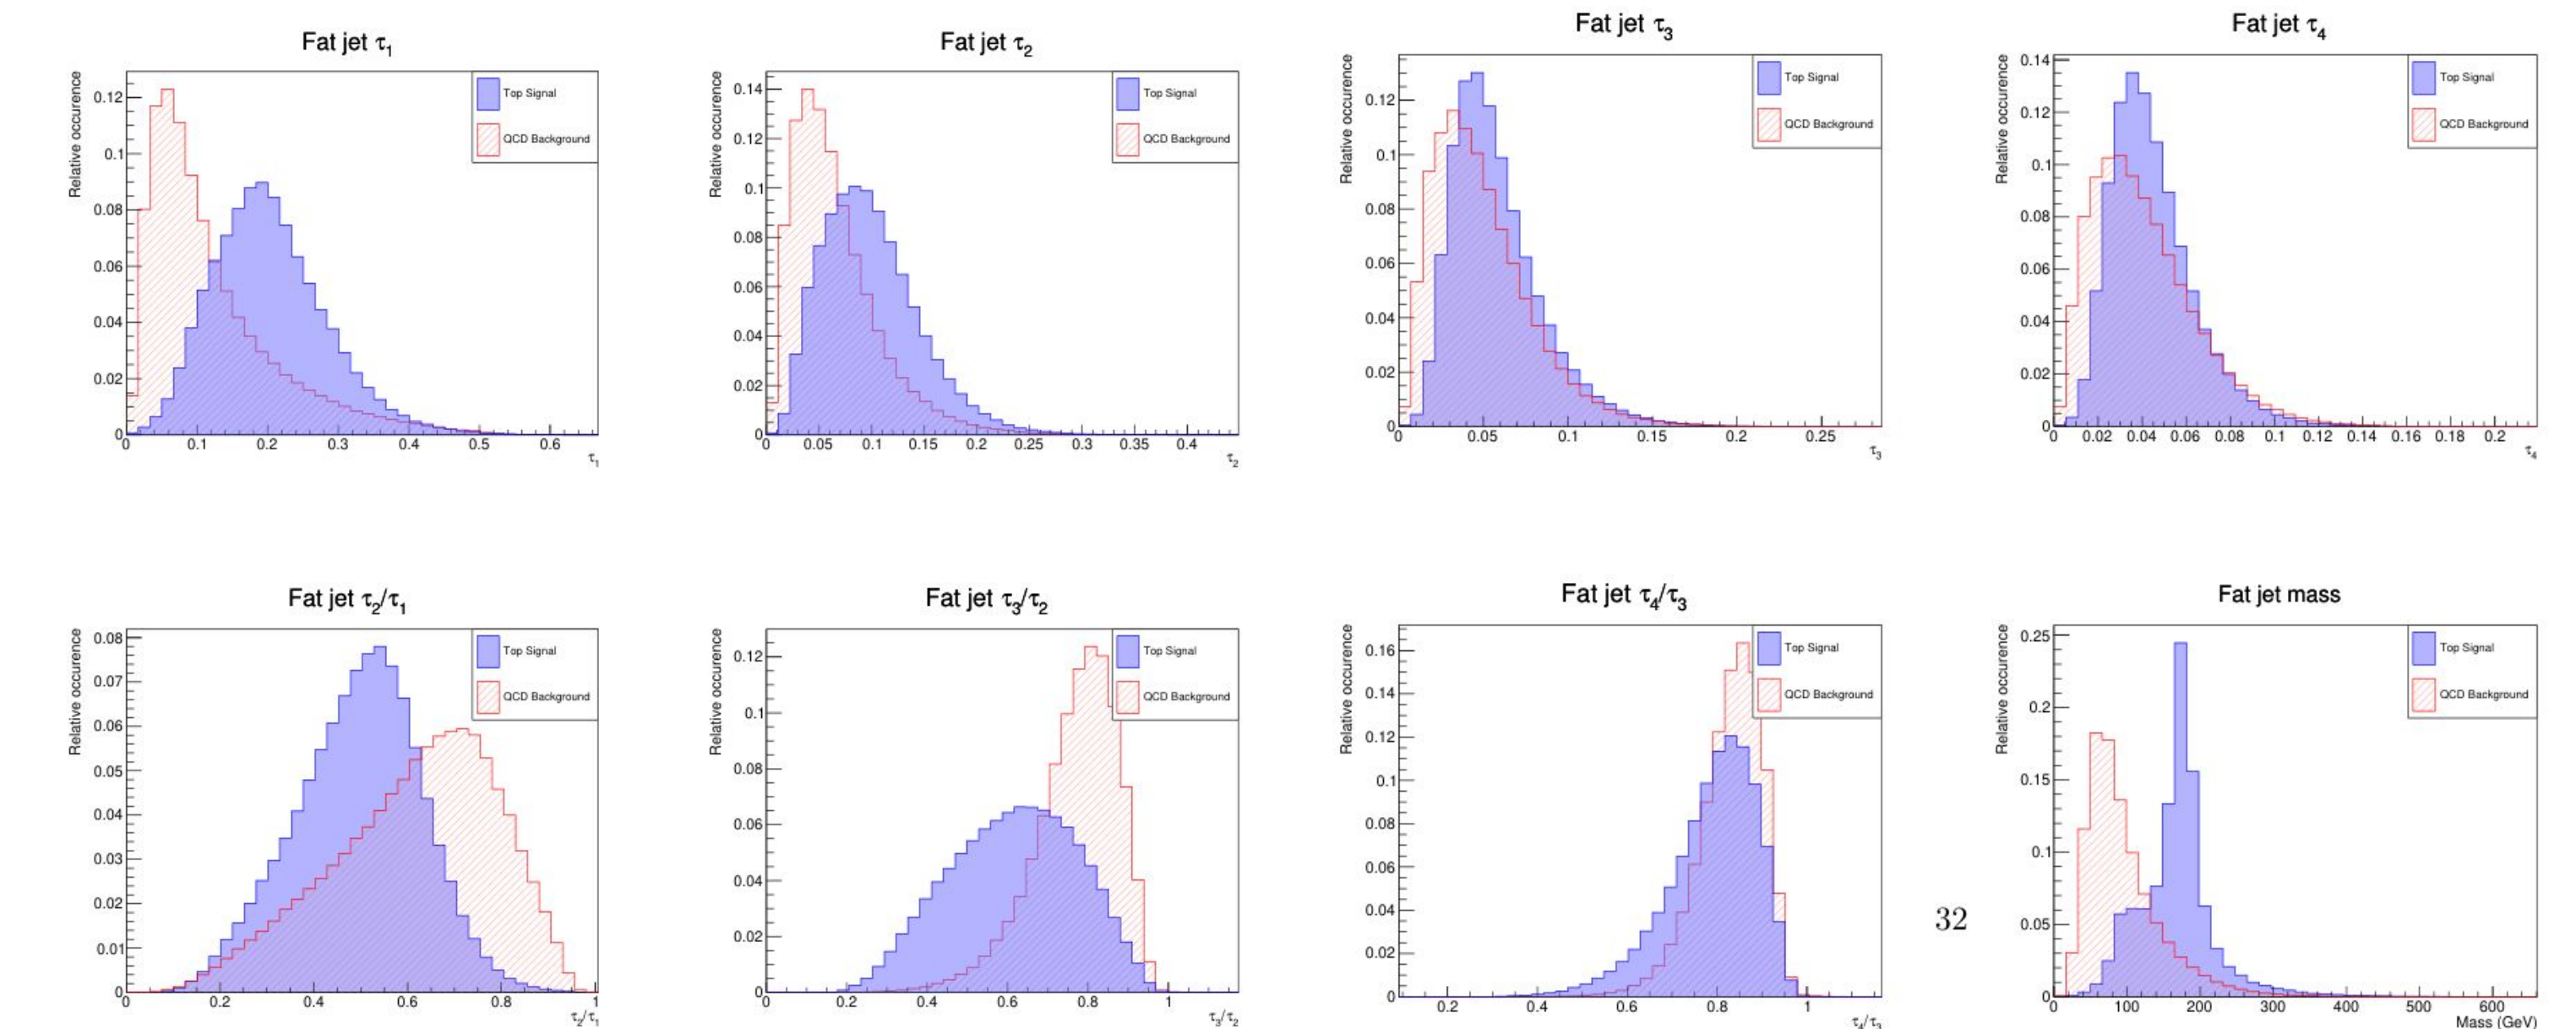 Fat jet τ1
Relative occurence
0.12
0.1
0.08
0.06
0.04
0.02
0
Top Signal
QCD Background
0 0.1 0.2 0.3 0.4 0.5 0.6
τ1
Fat jet τ2
Relative occurence
0.14
0.12
0.1
0.08
0.06
0.04
0.02
0
Top Signal
QCD Background
0 0.05 0.1 0.15 0.2 0.25 0.3 0.35 0.4
τ2
Fat jet τ3
Relative occurence
0.12
0.1
0.08
0.06
0.04
0.02
0
Top Signal
QCD Background
0 0.05 0.1 0.15 0.2 0.25
τ3
Fat jet τ4
Relative occurence
0.14
0.12
0.1
0.08
0.06
0.04
0.02
0
Top Signal
QCD Background
0 0.02 0.04 0.06 0.08 0.1 0.12 0.14 0.16 0.18 0.2
τ4
Fat jet τ2/τ1
Relative occurence
0.08
0.07
0.06
0.05
0.04
0.03
0.02
0.01
0
Top Signal
QCD Background
0 0.2 0.4 0.6 0.8 1
τ2/τ1
Fat jet τ3/τ2
Relative occurence
0.12
0.1
0.08
0.06
0.04
0.02
0
Top Signal
QCD Background
0 0.2 0.4 0.6 0.8 1
τ3/τ2
Fat jet τ4/τ3
Relative occurence
0.16
0.14
0.12
0.1
0.08
0.06
0.04
0.02
0
Top Signal
QCD Background
0.2 0.4 0.6 0.8 1
τ4/τ3
32
Fat jet mass
Relative occurence
0.25
0.2
0.15
0.1
0.05
0
Top Signal
QCD Background
0 100 200 300 400 500 600
Mass (GeV)